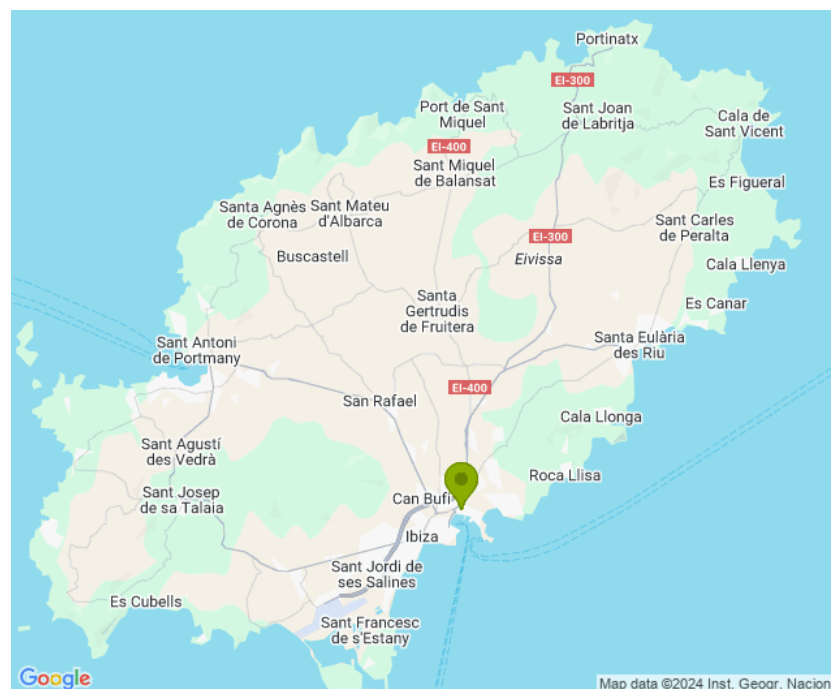 Portinatx
EI-300
Port de Sant
Miquel
Sant Joan
de Labritja
Cala de
Sant Vicent
EI-400
Sant Miquel
de Balansat
Es Figueral
Santa Agnès
de Corona
Sant Mateu
d'Albarca
Sant Carles
de Peralta
EI-300
Buscastell
Eivissa
Cala Llenya
Santa
Gertrudis
de Fruitera
Es Canar
Sant Antoni
de Portmany
Santa Eulària
des Riu
EI-400
San Rafael
Cala Llonga
Sant Agustí
des Vedrà
Roca Llisa
Sant Josep
de sa Talaia
Can Bufí
Ibiza
Sant Jordi de
ses Salines
Es Cubells
Sant Francesc
de s'Estany
Google
Map data ©2024 Inst. Geogr. Nacion